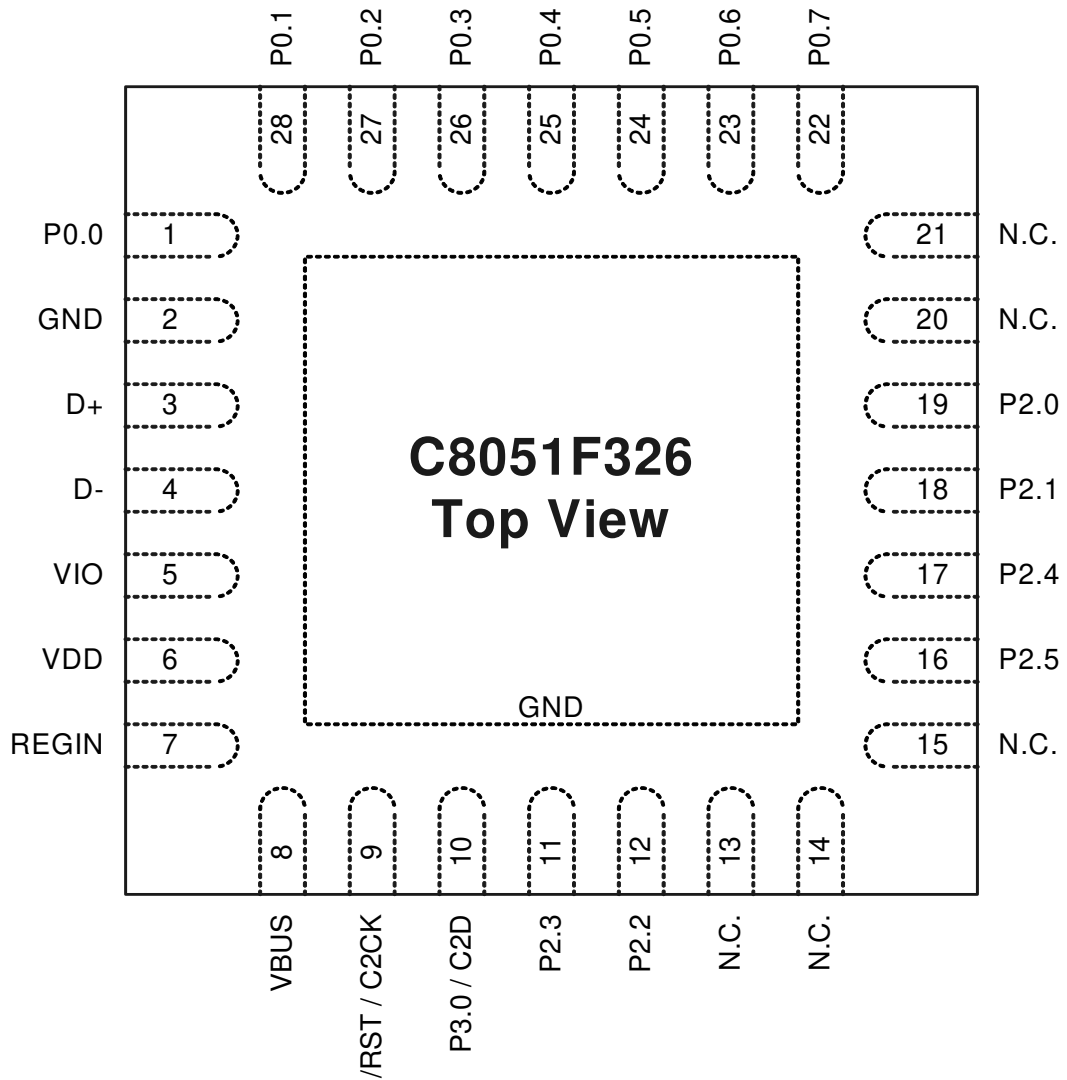 P0.1 P0.2 P0.3 P0.4 P0.5 P0.6 P0.7
28 27 26 25 24 23 22
P0.0 1 21 N.C.
GND 2 20 N.C.
D+ 3 19 P2.0
D- 4 18 P2.1
C8051F326
Top View
VIO 5 17 P2.4
VDD 6 16 P2.5
GND
REGIN 7 15 N.C.
8 9 10 11 12 13 14
VBUS /RST / C2CK P3.0 / C2D P2.3 P2.2 N.C. N.C.